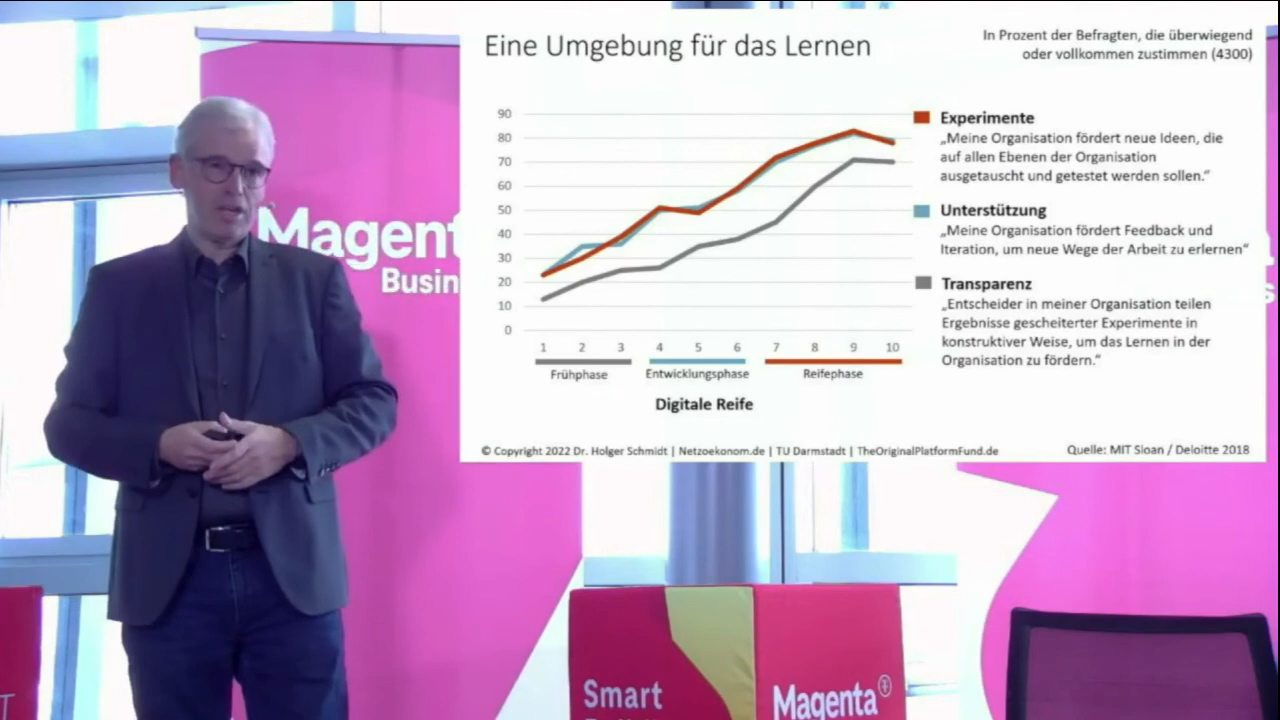 Eine Umgebung für das Lernen
In Prozent der Befragten, die überwiegend
oder vollkommen zustimmen (4300)
90
80
70
60
50
40
30
20
10
0
1 2 3 4 5 6 7 8 9 10
Frühphase Entwicklungsphase Reifephase
Digitale Reife
Experimente
„Meine Organisation fördert neue Ideen, die
auf allen Ebenen der Organisation
ausgetauscht und getestet werden sollen.“
Unterstützung
„Meine Organisation fördert Feedback und
Iteration, um neue Wege der Arbeit zu erlernen“
Transparenz
„Entscheider in meiner Organisation teilen
Ergebnisse gescheiterter Experimente in
konstruktiver Weise, um das Lernen in der
Organisation zu fördern.“
© Copyright 2022 Dr. Holger Schmidt | Netzoekonom.de | TU Darmstadt | TheOriginalPlatformFund.de
Quelle: MIT Sloan / Deloitte 2018
Magent
Busin
Smart
Magenta